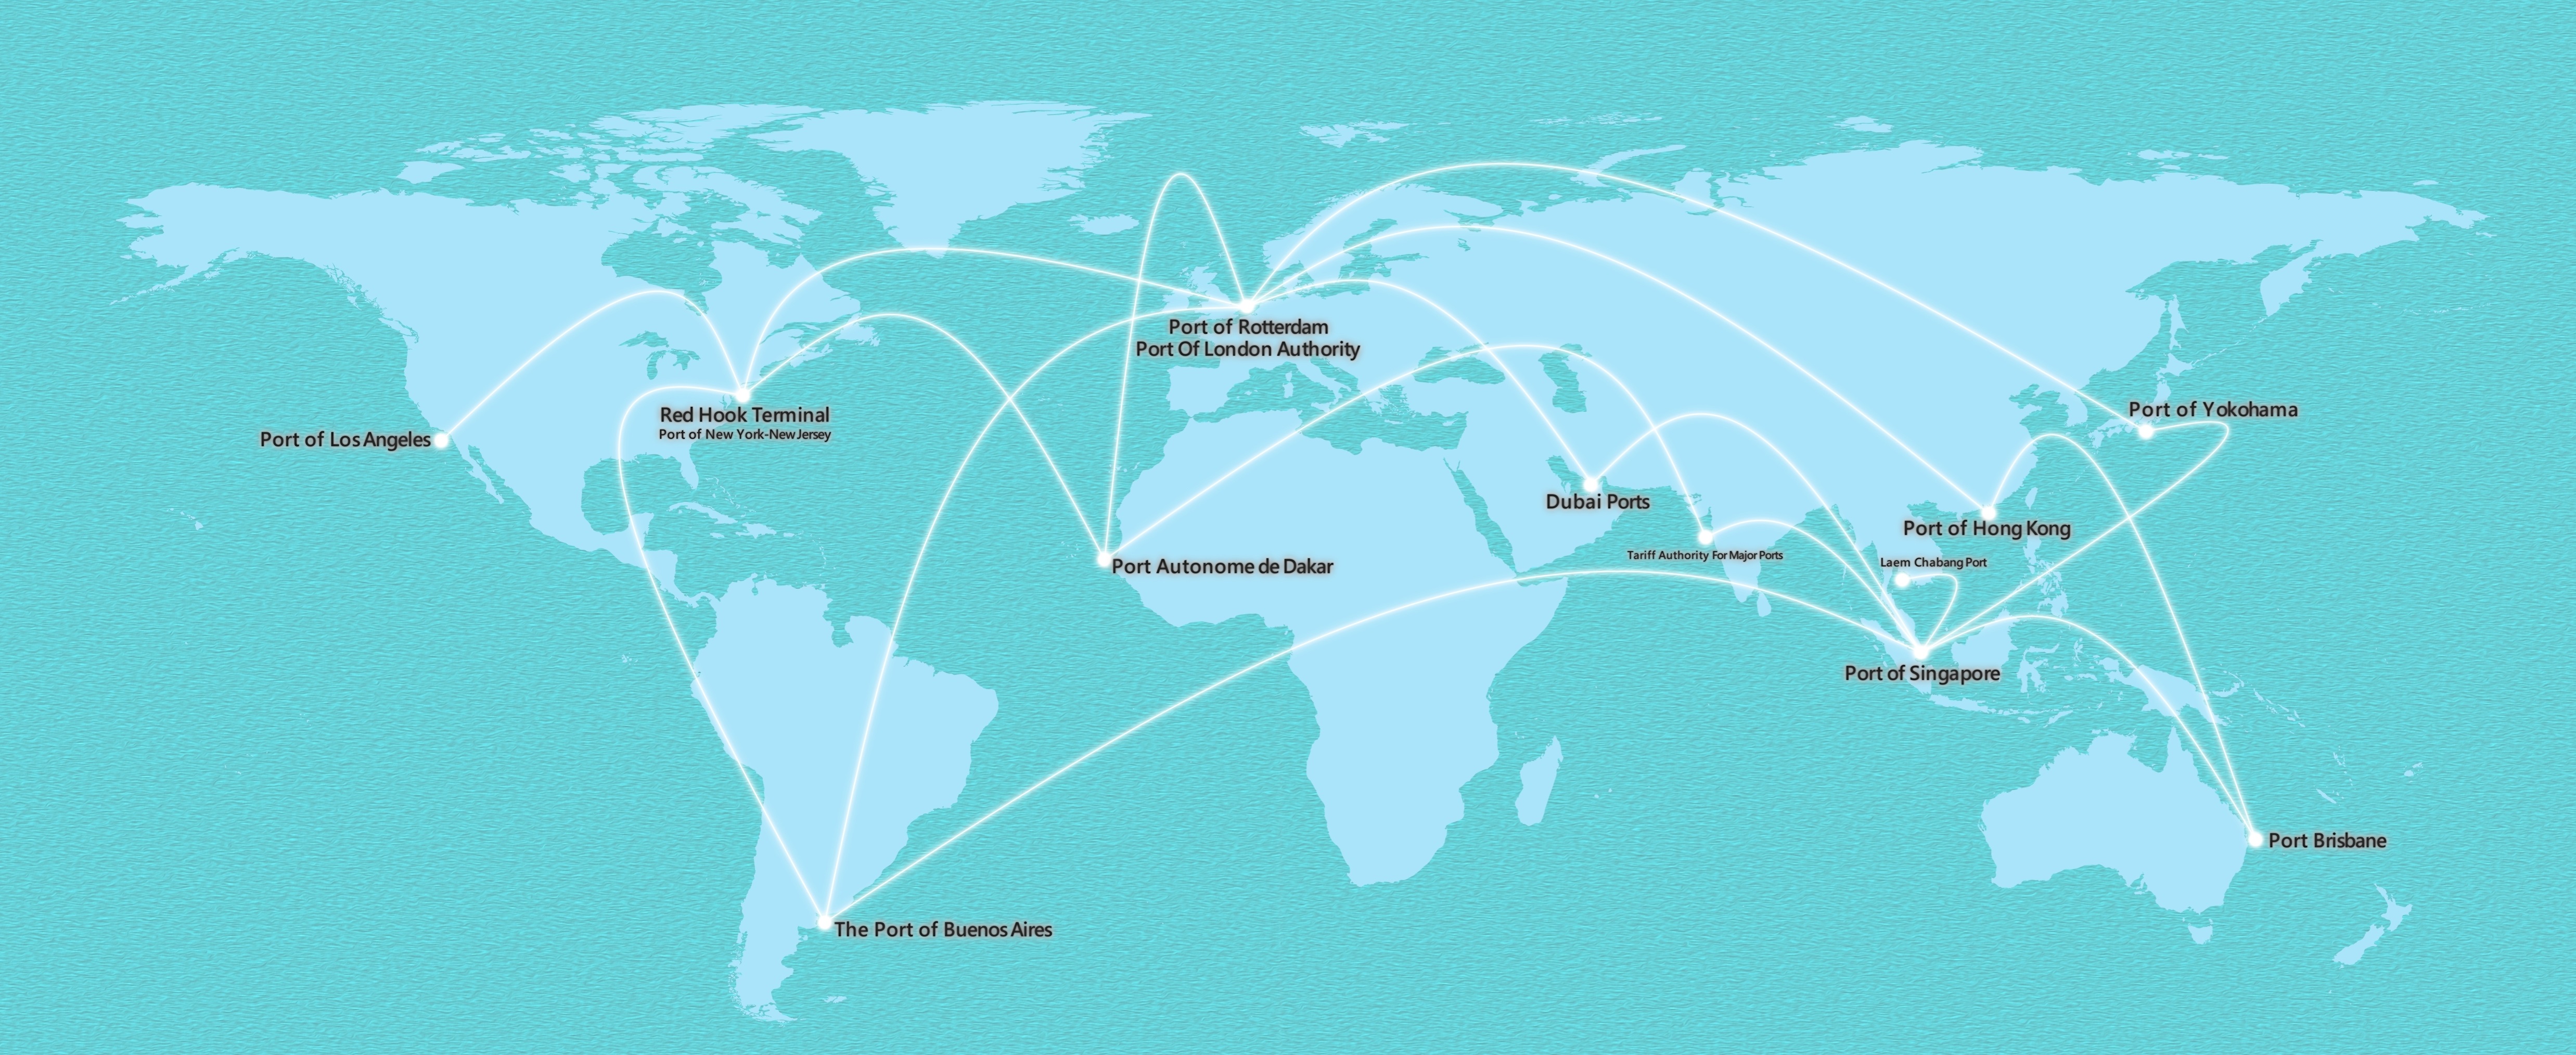 Port of Rotterdam
Port Of London Authority
Port of Los Angeles
Red Hook Terminal
Port of New York-New Jersey
Port of Yokohama
Dubai Ports
Port of Hong Kong
Tariff Authority For Major Ports
Laem Chabang Port
Port Autonome de Dakar
Port of Singapore
Port Brisbane
The Port of Buenos Aires